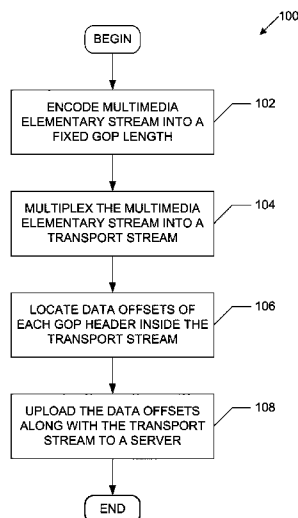 100
BEGIN
ENCODE MULTIMEDIA
ELEMENTARY STREAM INTO A
FIXED GOP LENGTH
102
MULTIPLEX THE MULTIMEDIA
ELEMENTARY STREAM INTO A
TRANSPORT STREAM
104
LOCATE DATA OFFSETS OF
EACH GOP HEADER INSIDE THE
TRANSPORT STREAM
106
UPLOAD THE DATA OFFSETS
ALONG WITH THE TRANSPORT
STREAM TO A SERVER
108
END